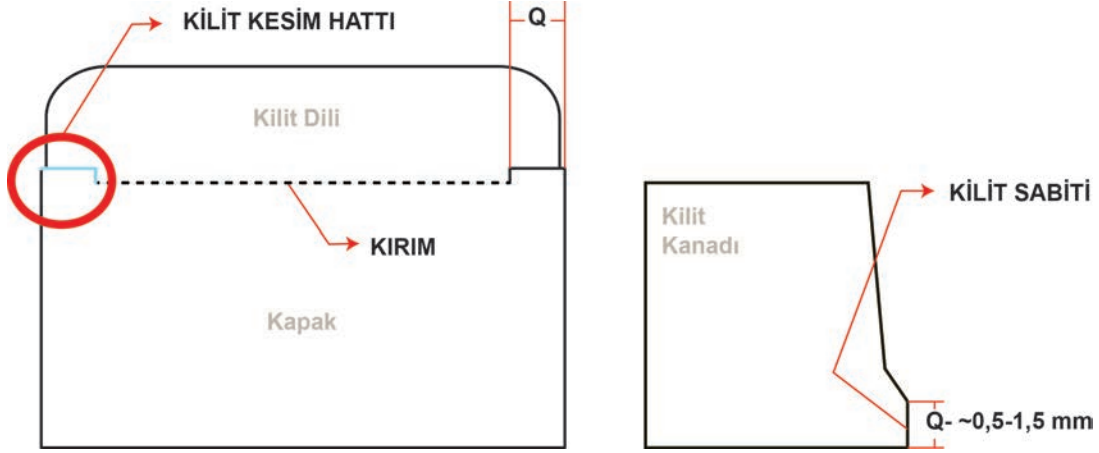 KİLİT KESİM HATTI
Q
Kilit Dili
KIRIM
Kapak
Kilit
Kanadı
KİLİT SABİTİ
Q- ~0,5-1,5 mm